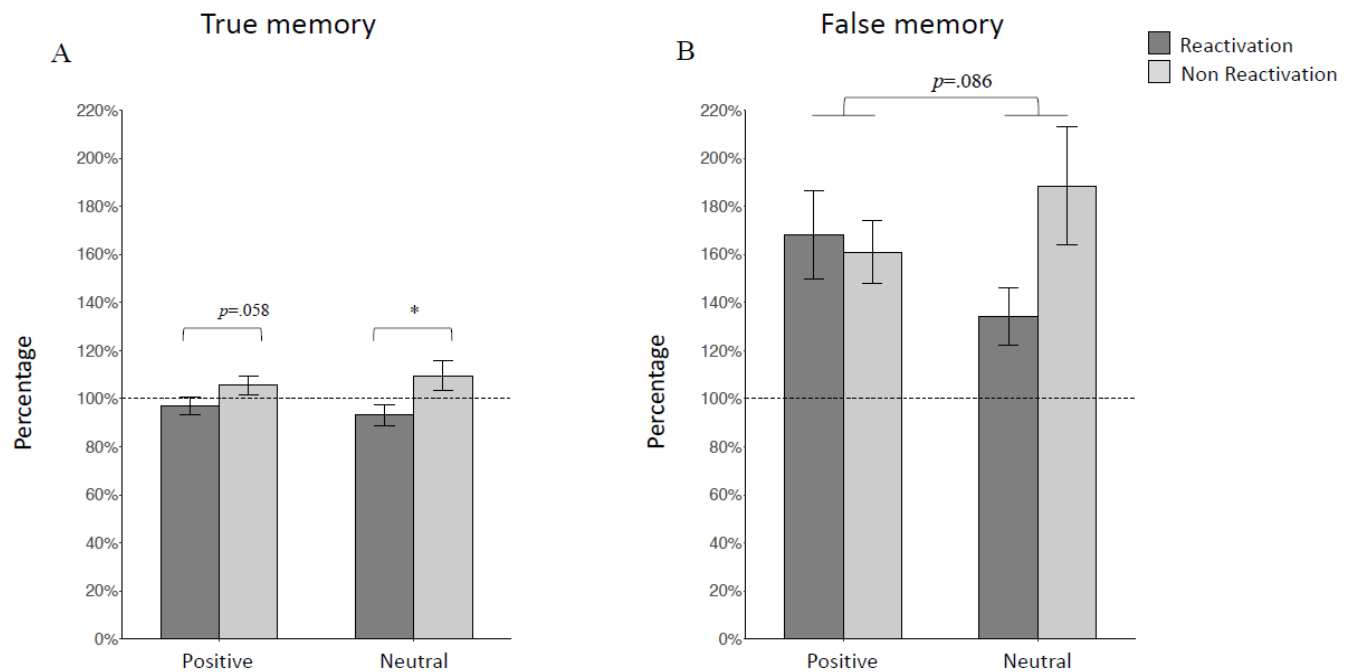 True memory
A
Percentage
220%
200%
180%
160%
140%
120%
100%
80%
60%
40%
20%
0%
p=.058
*
Positive
Neutral
False memory
B
Percentage
220%
200%
180%
160%
140%
120%
100%
80%
60%
40%
20%
0%
p=.086
Positive
Neutral
Reactivation
Non Reactivation